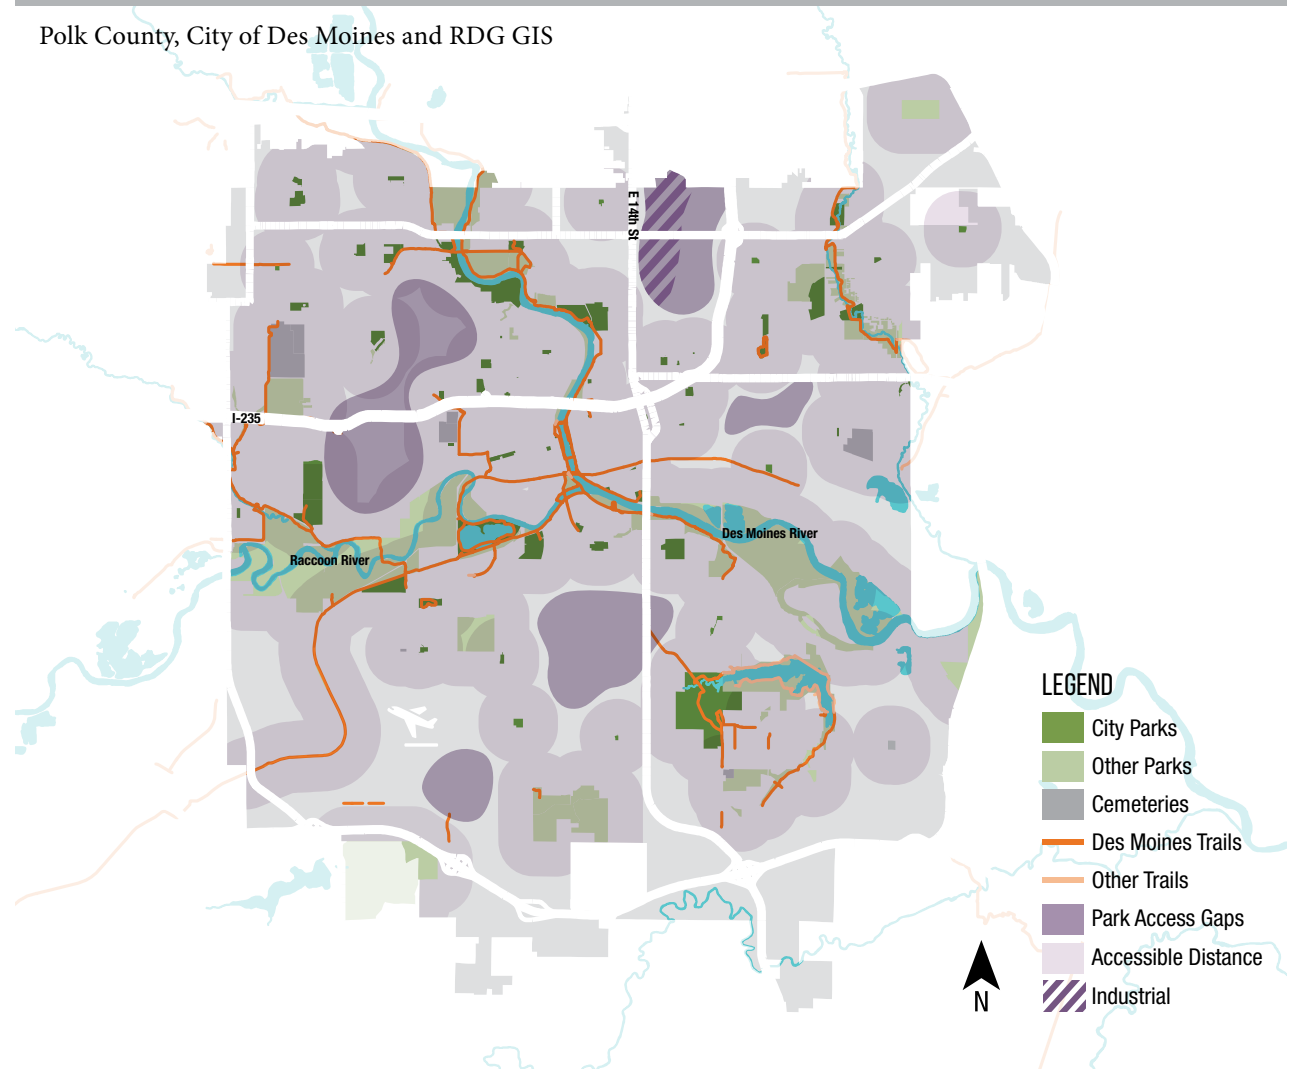 Polk County, City of Des Moines and RDG GIS
E 14th St
I-235
Des Moines River
Raccoon River
LEGEND
City Parks
Other Parks
Cemeteries
Des Moines Trails
Other Trails
Park Access Gaps
Accessible Distance
Industrial
N